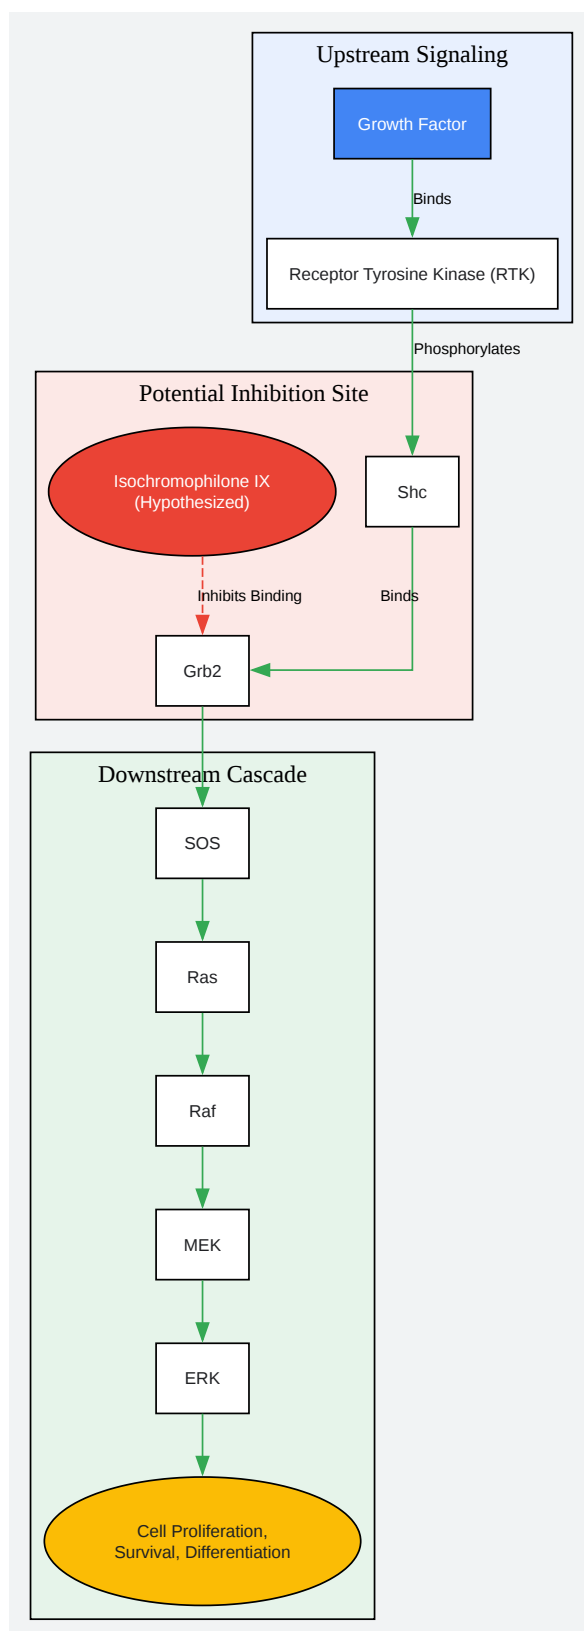 Upstream Signaling
Growth Factor
Binds
Receptor Tyrosine Kinase (RTK)
Phosphorylates
Potential Inhibition Site
Isochromophilone IX
(Hypothesized)
Shc
Inhibits Binding
Binds
Grb2
Downstream Cascade
SOS
Ras
Raf
MEK
ERK
Cell Proliferation,
Survival, Differentiation